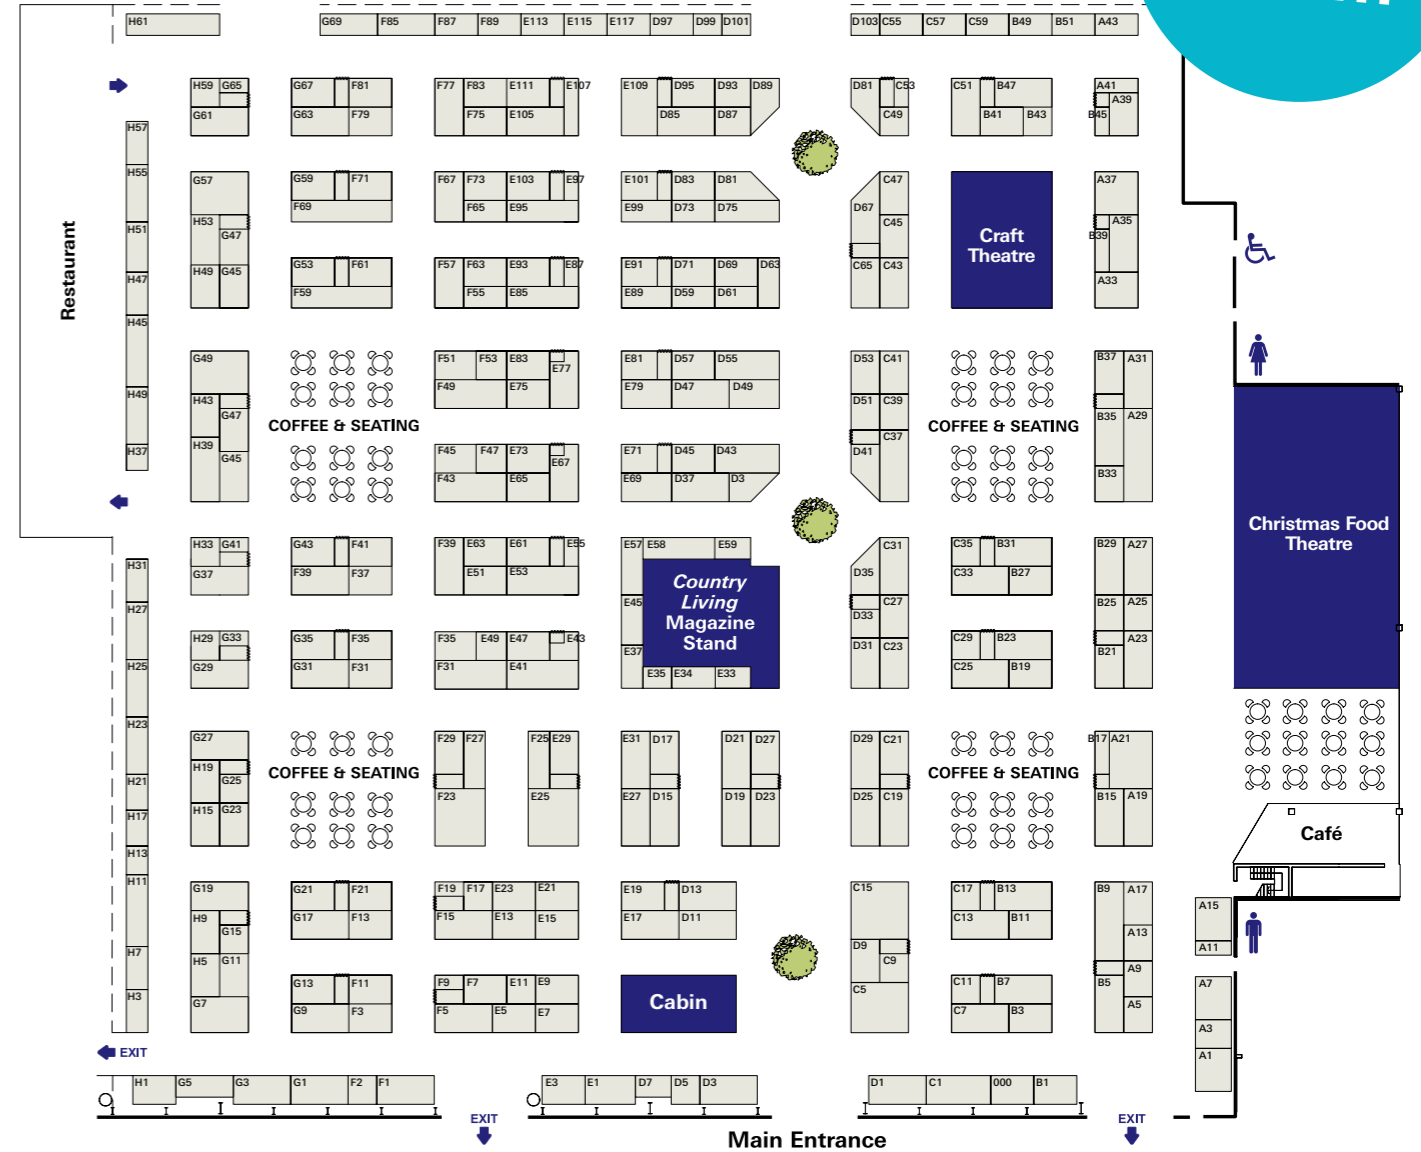 H61 G69 F85 F87 F89 E113 E115 E117 D97 D99 D101 D103 C55 C57 C59 B49 B51 A43
H59 G65 G67 F81 F77 F83 E111 E107 E109 D95 D93 D89 D81 C53 C51 B47 A41
A39
G61 G63 F79 F75 E105 D85 D87 C49 B41 B43 B45
H57
H55 G57 G59 F71 F67 F73 E103 E97 E101 D83 D81 C47 A37
F69 F65 E95 E99 D73 D75 D67
H53 C45 A35
H51 G47 B39
Restaurant
Craft
Theatre
H49 G45 G53 F61 F57 F63 E93 E87 E91 D71 D69 D63 C65 C43
H47 A33
F59 F55 E85 E89 D59 D61
H45
G49 F51 F53 E83 E77 E81 D57 D55 D53 C41 B37 A31
F49 E75 E79 D47 D49
H49 H43 D51 C39
G47 B35 A29
COFFEE & SEATING COFFEE & SEATING
H39 C37
H37 G45 F45 F47 E73 E67 E71 D45 D43 D41
B33
F43 E65 E69 D37 D3
Christmas Food
Theatre
H33 G41 G43 F41 F39 E63 E61 E55 E57 E58 E59 C31 C35 B31 B29 A27
H31 G37 F39 F37 E51 E53 D35 C33 B27
Country
Living
Magazine
Stand
H27 E45 C27 B25 A25
D33
H29 G33 G35 F35 F35 E49 E47 E43 C29 B23 A23
E37 D31 C23 B21
H25 G29 G31 F31 F31 E41 C25 B19
E35 E34 E33
H23
G27 F29 F27 F25 E29 E31 D17 D21 D27 D29 C21 B17 A21
H19
COFFEE & SEATING COFFEE & SEATING
H21 G25
F23 E25 E27 D15 D19 D23 D25 C19 B15 A19
H15 G23
H17
Café
H13
H11 G19 G21 F21 F19 F17 E23 E21 E19 D13 C15 C17 B13 B9 A17
A15
H9 G17 F13 F15 E13 E15 E17 D11 C13 B11
G15 A13
H7 D9 A11
H5 G11 C9 A9
G13 F11 F9 F7 E11 E9 C11 B7 B5 A7
H3 C5
Cabin
G7 G9 F3 F5 E5 E7 C7 B3 A5
A3
EXIT A1
H1 G5 G3 G1 F2 F1 E3 E1 D7 D5 D3 D1 C1 000 B1
EXIT EXIT
Main Entrance